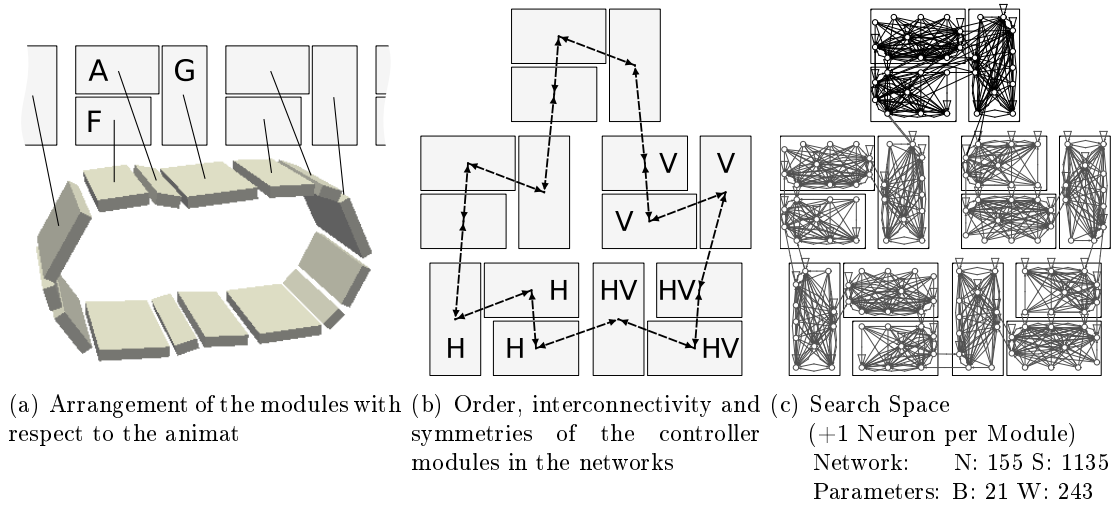 A
G
F
V
V
V
H
HV
HV
H
H
HV
(a) Arrangement of the modules with
respect to the animat
(b) Order, interconnectivity and
symmetries of the controller
modules in the networks
(c) Search Space
(+1 Neuron per Module)
Network: N: 155 S: 1135
Parameters: B: 21 W: 243